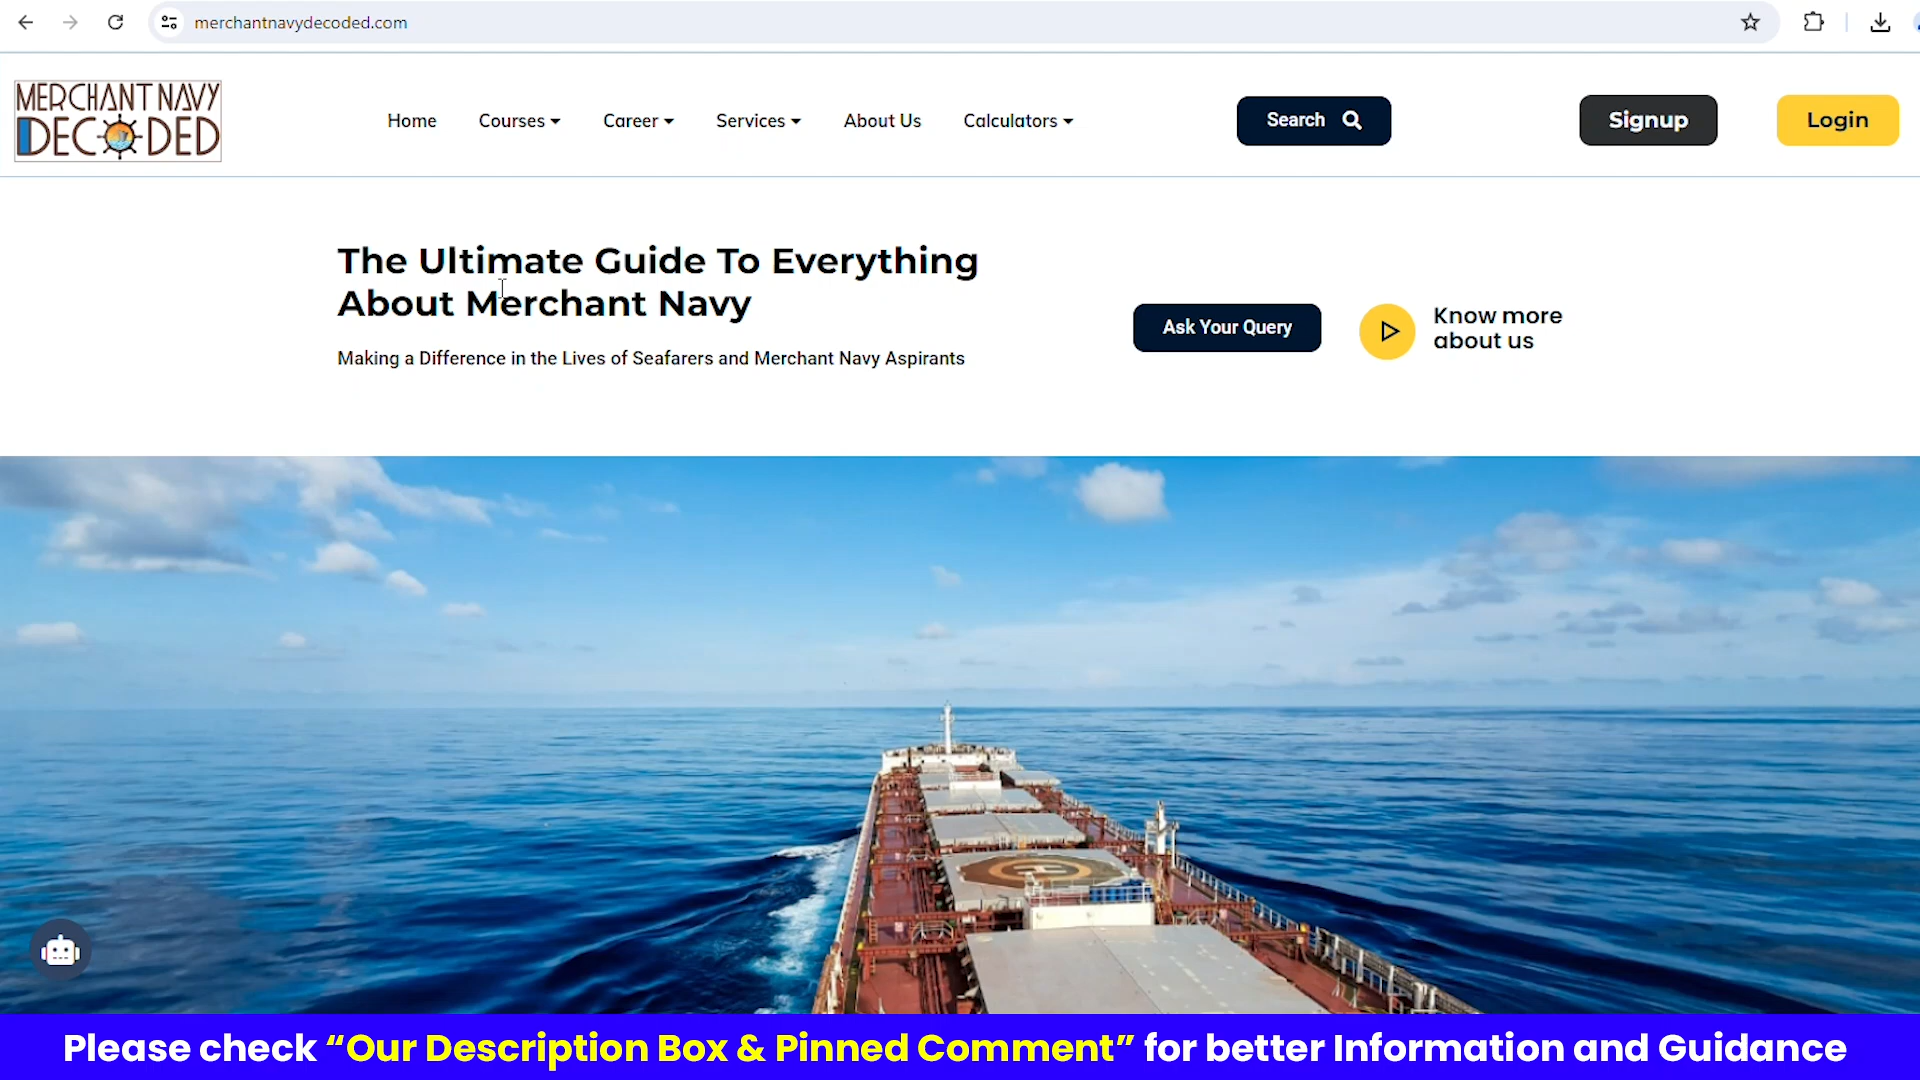 merchantnavydecoded.com
MERCHANT NAVY
DECODED
Home
Courses
Career
Services
About Us
Calculators
Search
Signup
Login
The Ultimate Guide To Everything
About Merchant Navy
Making a Difference in the Lives of Seafarers and Merchant Navy Aspirants
Ask Your Query
Know more
about us
Please check “Our Description Box & Pinned Comment” for better Information and Guidance